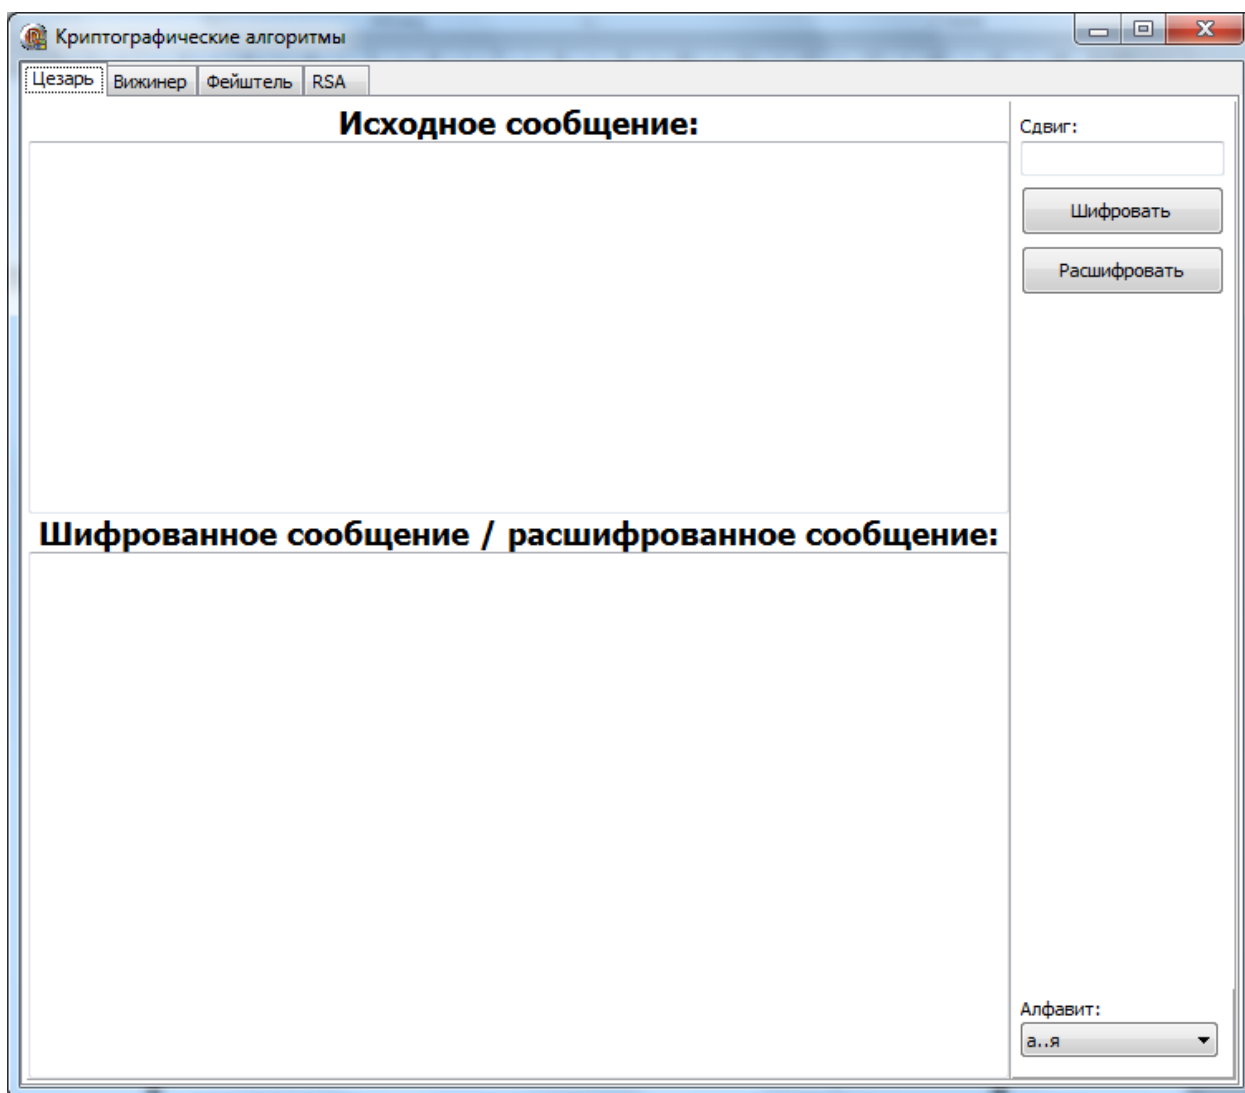 Криптографические алгоритмы
Цезарь Вижинер Фейштель RSA
Исходное сообщение:
Сдвиг:
Шифровать
Расшифровать
Шифрованное сообщение / расшифрованное сообщение:
Алфавит:
а..я